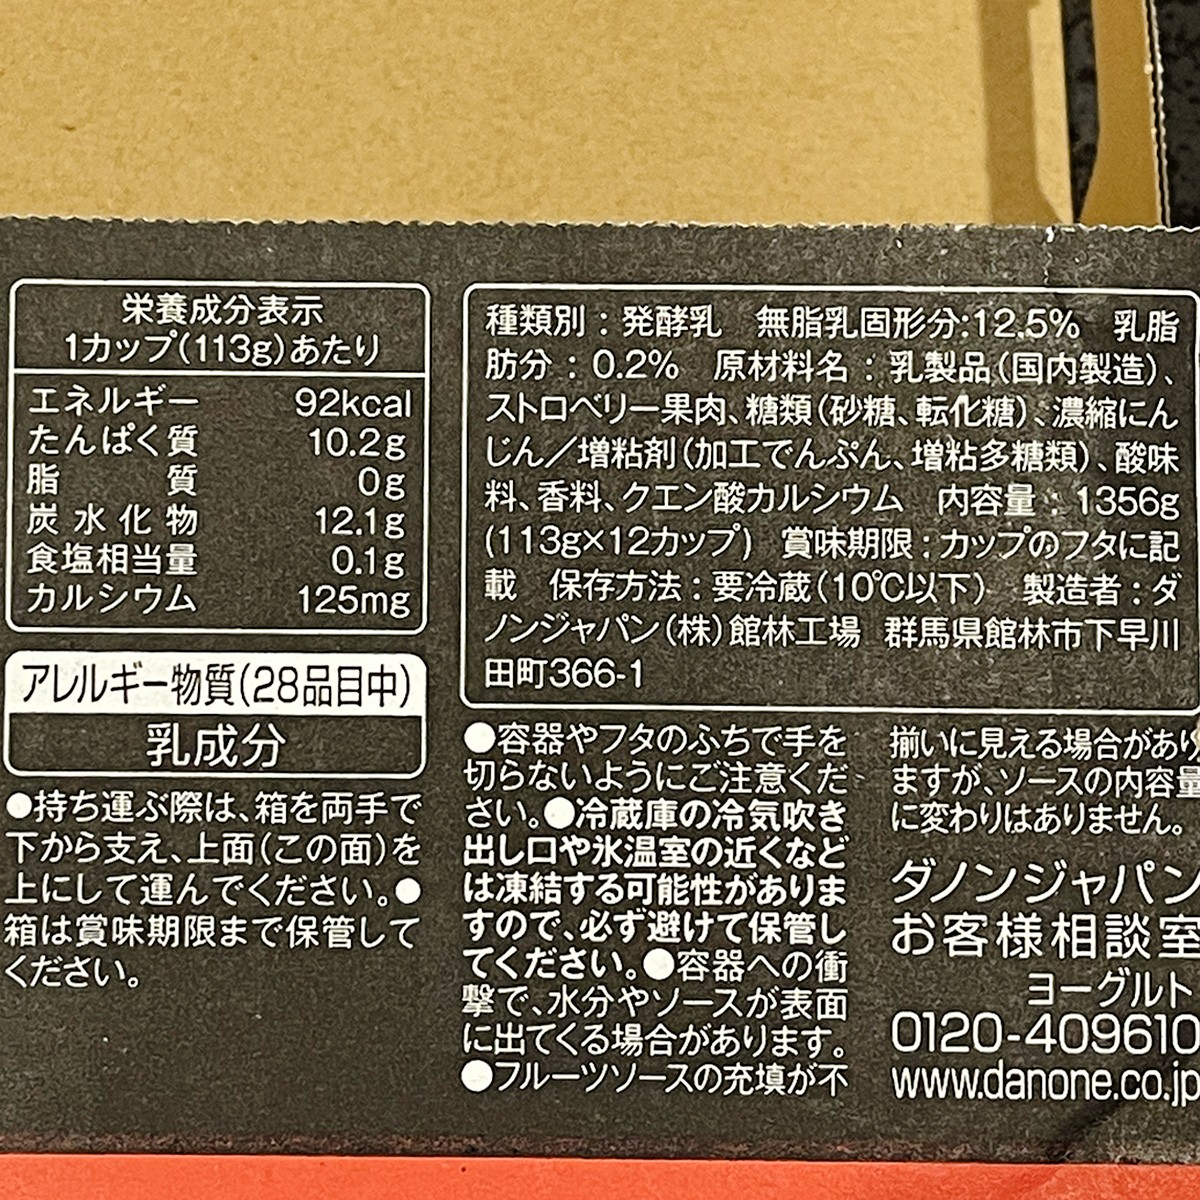 栄養成分表示
1カップ(113g)あたり
エネルギー 92kcal
たんぱく質 10.2g
脂質 0g
炭水化物 12.1g
食塩相当量 0.1g
カルシウム 125mg
アレルギー物質(28品目中)
乳成分
●持ち運ぶ際は、箱を両手で
下から支え、上面(この面)を
上にして運んでください。●
箱は賞味期限まで保管して
ください。
種類別:発酵乳 無脂乳固形分:12.5% 乳脂
肪分:0.2% 原材料名:乳製品(国内製造)、
ストロベリー果肉、糖類(砂糖、転化糖)、濃縮にん
じん/増粘剤(加工でんぷん、増粘多糖類)、酸味
料、香料、クエン酸カルシウム 内容量:1356g
(113g×12カップ) 賞味期限:カップのフタに記
載 保存方法:要冷蔵(10℃以下) 製造者:ダ
ノンジャパン(株)館林工場 群馬県館林市下早川
田町366-1
●容器やフタのふちで手を
切らないようにご注意くだ
さい。●冷蔵庫の冷気吹き
出し口や氷温室の近くなど
は凍結する可能性がありま
すので、必ず避けて保管し
てください。●容器への衝
撃で、水分やソースが表面
に出てくる場合があります。
●フルーツソースの充填が不
揃いに見える場合があり
ますが、ソースの内容量
に変わりはありません。
ダノンジャパン
お客様相談室
ヨーグルト
0120-409610
www.danone.co.jp